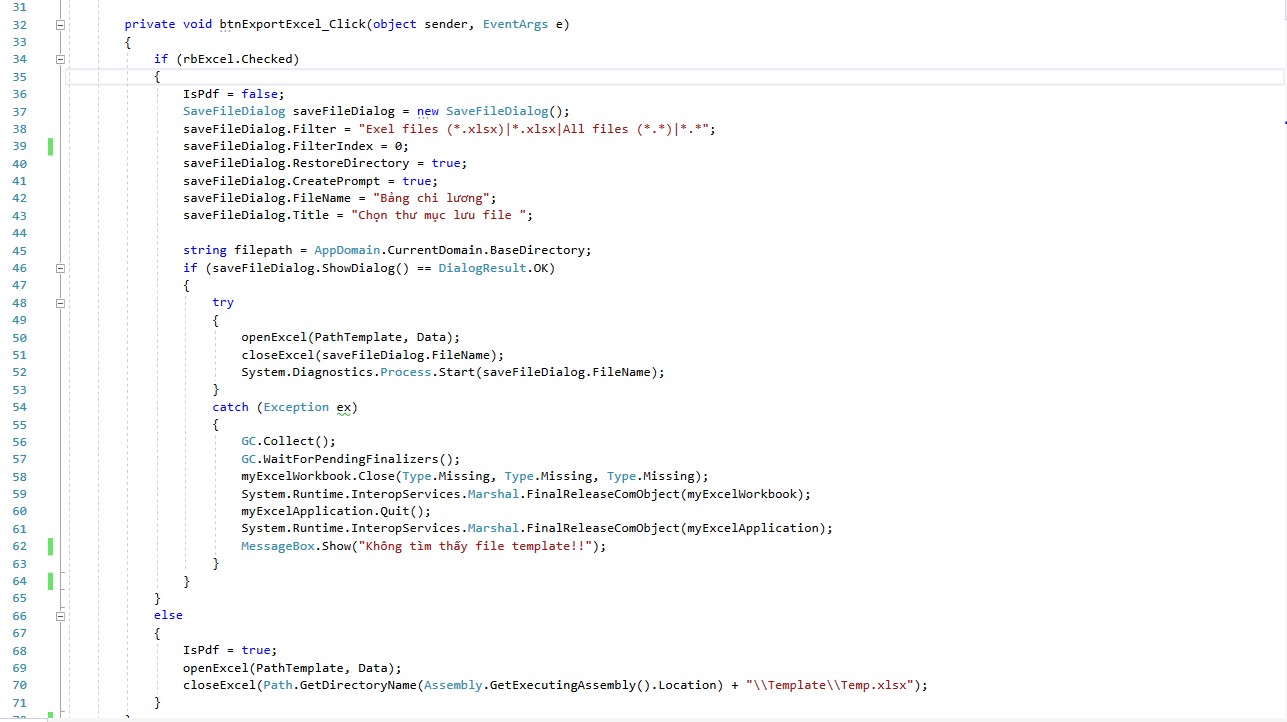 31
32 private void btnExportExcel_Click(object sender, EventArgs e)
33 {
34 if (rbExcel.Checked)
35 {
36 IsPdf = false;
37 SaveFileDialog saveFileDialog = new SaveFileDialog();
38 saveFileDialog.Filter = "Exel files (*.xlsx)|*.xlsx|All files (*.*)|*.*";
39 saveFileDialog.FilterIndex = 0;
40 saveFileDialog.RestoreDirectory = true;
41 saveFileDialog.CreatePrompt = true;
42 saveFileDialog.FileName = "Bảng chi lương";
43 saveFileDialog.Title = "Chọn thư mục lưu file ";
44
45 string filepath = AppDomain.CurrentDomain.BaseDirectory;
46 if (saveFileDialog.ShowDialog() == DialogResult.OK)
47 {
48 try
49 {
50 openExcel(PathTemplate, Data);
51 closeExcel(saveFileDialog.FileName);
52 System.Diagnostics.Process.Start(saveFileDialog.FileName);
53 }
54 catch (Exception ex)
55 {
56 GC.Collect();
57 GC.WaitForPendingFinalizers();
58 myExcelWorkbook.Close(Type.Missing, Type.Missing, Type.Missing);
59 System.Runtime.InteropServices.Marshal.FinalReleaseComObject(myExcelWorkbook);
60 myExcelApplication.Quit();
61 System.Runtime.InteropServices.Marshal.FinalReleaseComObject(myExcelApplication);
62 MessageBox.Show("Không tìm thấy file template!!");
63 }
64 }
65 }
66 else
67 {
68 IsPdf = true;
69 openExcel(PathTemplate, Data);
70 closeExcel(Path.GetDirectoryName(Assembly.GetExecutingAssembly().Location) + "\\Template\\Temp.xlsx");
71 }